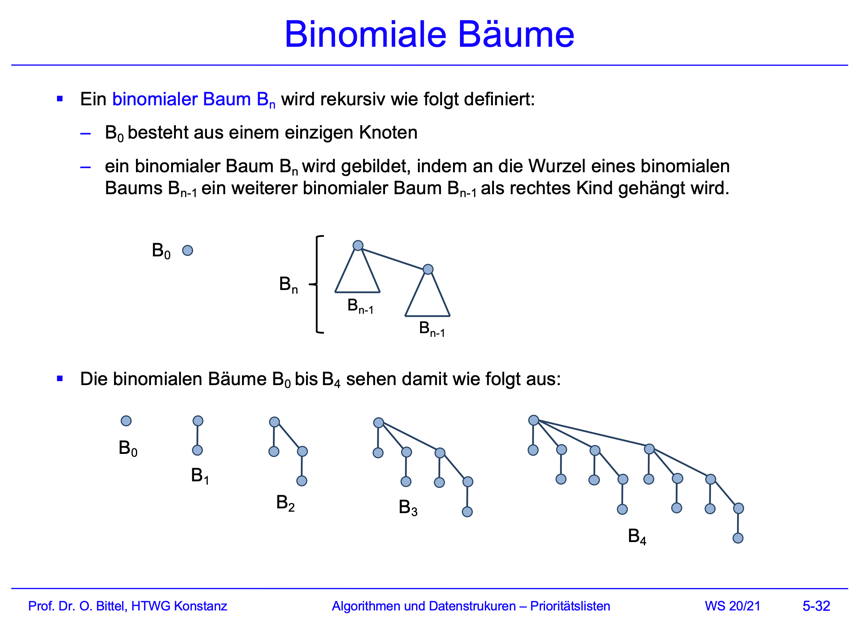 Binomiale Bäume
▪ Ein binomialer Baum Bn wird rekursiv wie folgt definiert:
– B0 besteht aus einem einzigen Knoten
– ein binomialer Baum Bn wird gebildet, indem an die Wurzel eines binomialen
Baums Bn-1 ein weiterer binomialer Baum Bn-1 als rechtes Kind gehängt wird.
B0
Bn
Bn-1
Bn-1
▪ Die binomialen Bäume B0 bis B4 sehen damit wie folgt aus:
B0
B1
B2
B3
B4
Prof. Dr. O. Bittel, HTWG Konstanz Algorithmen und Datenstrukuren – Prioritätslisten WS 20/21 5-32